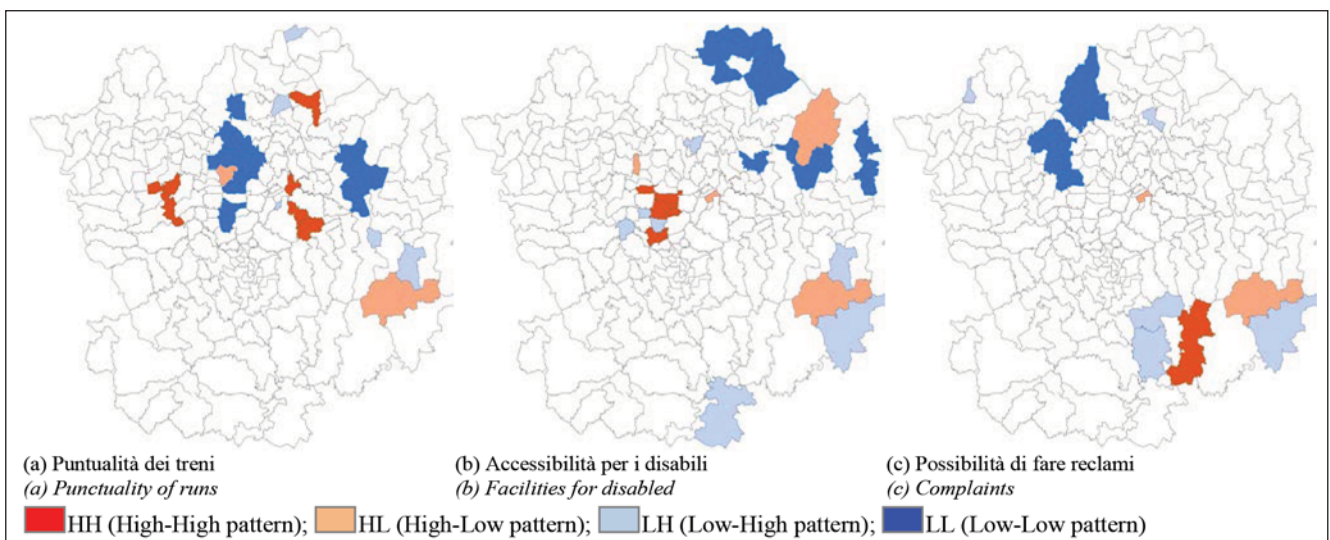 (a) Puntualità dei treni
(b) Accessibilità per i disabili
(c) Possibilità di fare reclami
(a) Punctuality of runs
(b) Facilities for disabled
(c) Complaints
HH (High-High pattern); HL (High-Low pattern); LH (Low-High pattern); LL (Low-Low pattern)